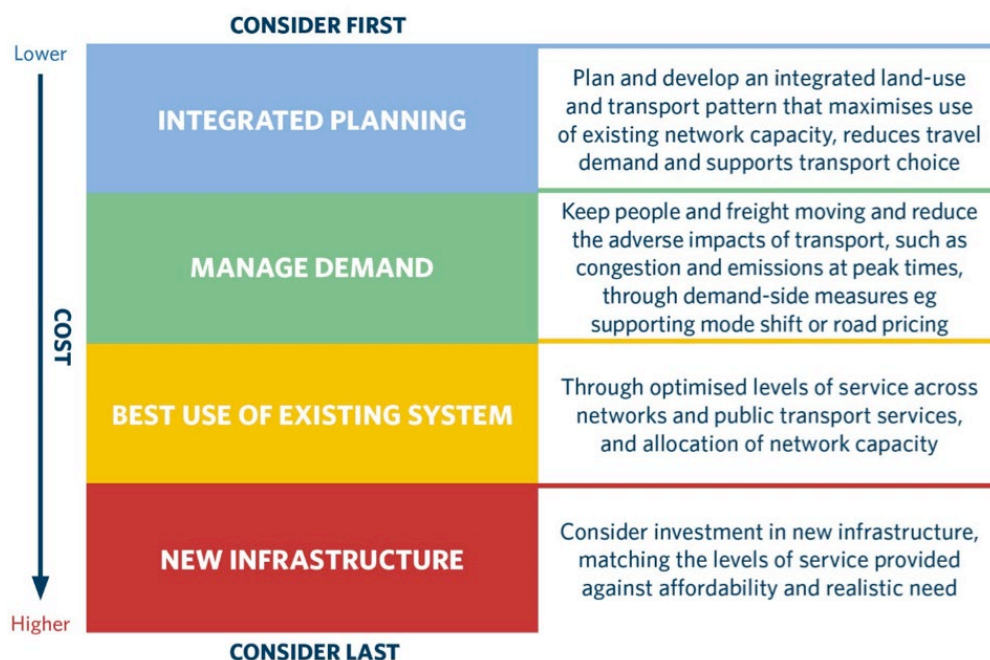 CONSIDER FIRST
Lower
INTEGRATED PLANNING
Plan and develop an integrated land-use
and transport pattern that maximises use
of existing network capacity, reduces travel
demand and supports transport choice
MANAGE DEMAND
Keep people and freight moving and reduce
the adverse impacts of transport, such as
congestion and emissions at peak times,
through demand-side measures eg
supporting mode shift or road pricing
COST
BEST USE OF EXISTING SYSTEM
Through optimised levels of service across
networks and public transport services,
and allocation of network capacity
NEW INFRASTRUCTURE
Consider investment in new infrastructure,
matching the levels of service provided
against affordability and realistic need
Higher
CONSIDER LAST